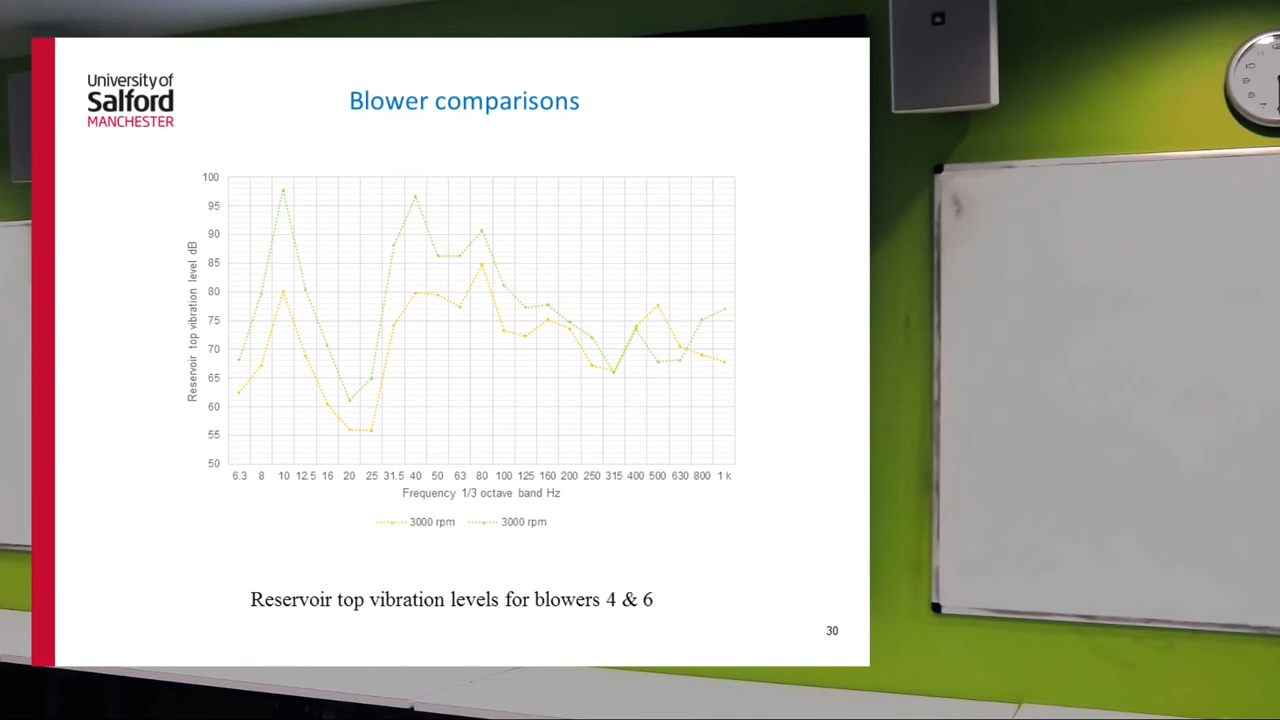 University of
Salford
MANCHESTER
Blower comparisons
100
95
90
85
80
75
70
65
60
55
50
Reservoir top vibration level dB
6.3 8 10 12.5 16 20 25 31.5 40 50 63 80 100 125 160 200 250 315 400 500 630 800 1 k
Frequency 1/3 octave band Hz
3000 rpm 3000 rpm
Reservoir top vibration levels for blowers 4 & 6
30